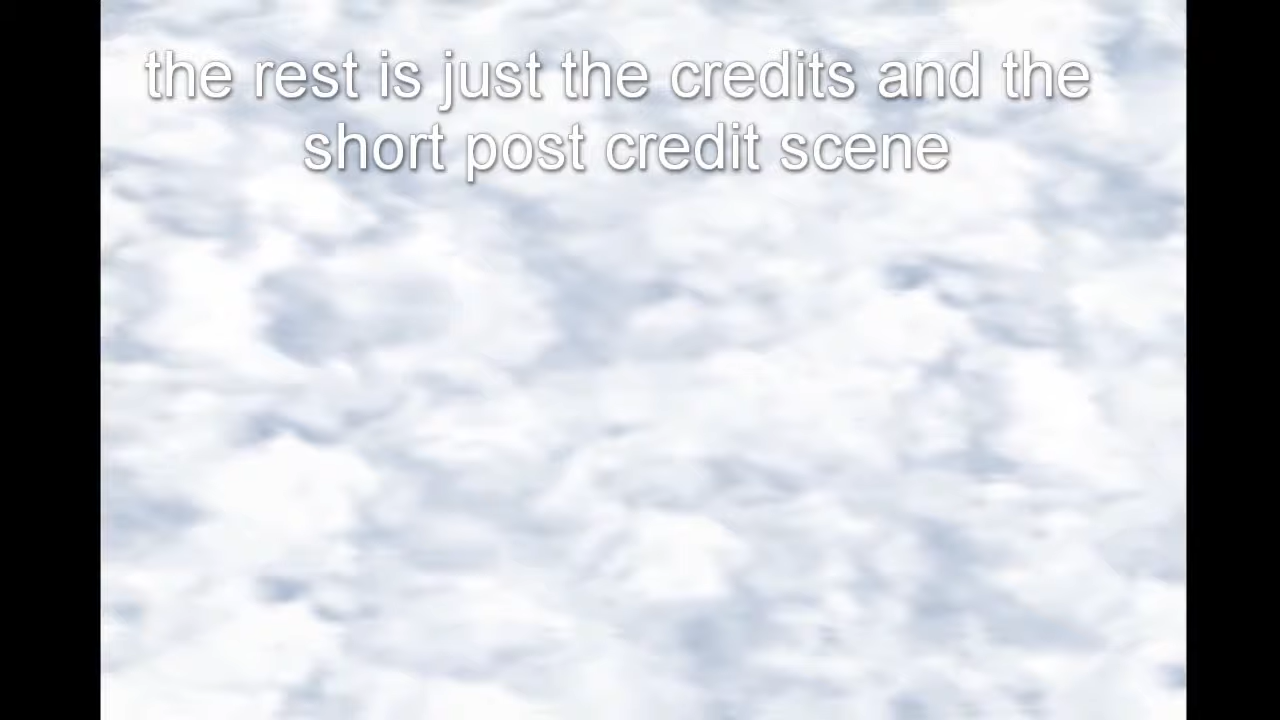 the rest is just the credits and the
short post credit scene